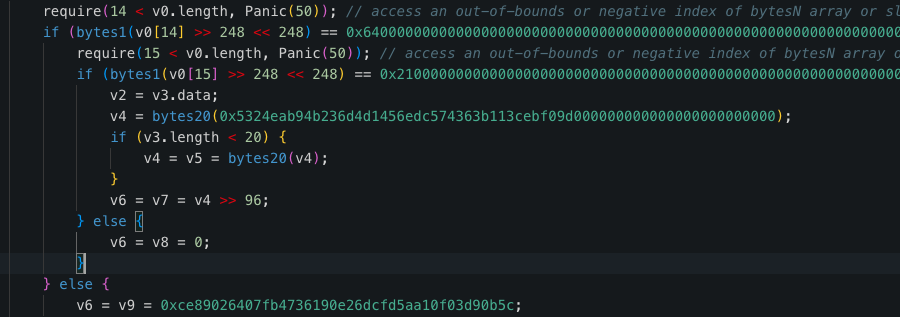 require(14 < v0.length, Panic(50)); // access an out-of-bounds or negative index of bytesN array or sl
if (bytes1(v0[14] >> 248 << 248) == 0x640000000000000000000000000000000000000000000000000000000000
require(15 < v0.length, Panic(50)); // access an out-of-bounds or negative index of bytesN array o
if (bytes1(v0[15] >> 248 << 248) == 0x21000000000000000000000000000000000000000000000000000000
v2 = v3.data;
v4 = bytes20(0x5324eab94b236d4d1456edc574363b113cebf09d000000000000000000000000);
if (v3.length < 20) {
v4 = v5 = bytes20(v4);
}
v6 = v7 = v4 >> 96;
} else {
v6 = v8 = 0;
}
} else {
v6 = v9 = 0xce89026407fb4736190e26dcfd5aa10f03d90b5c;